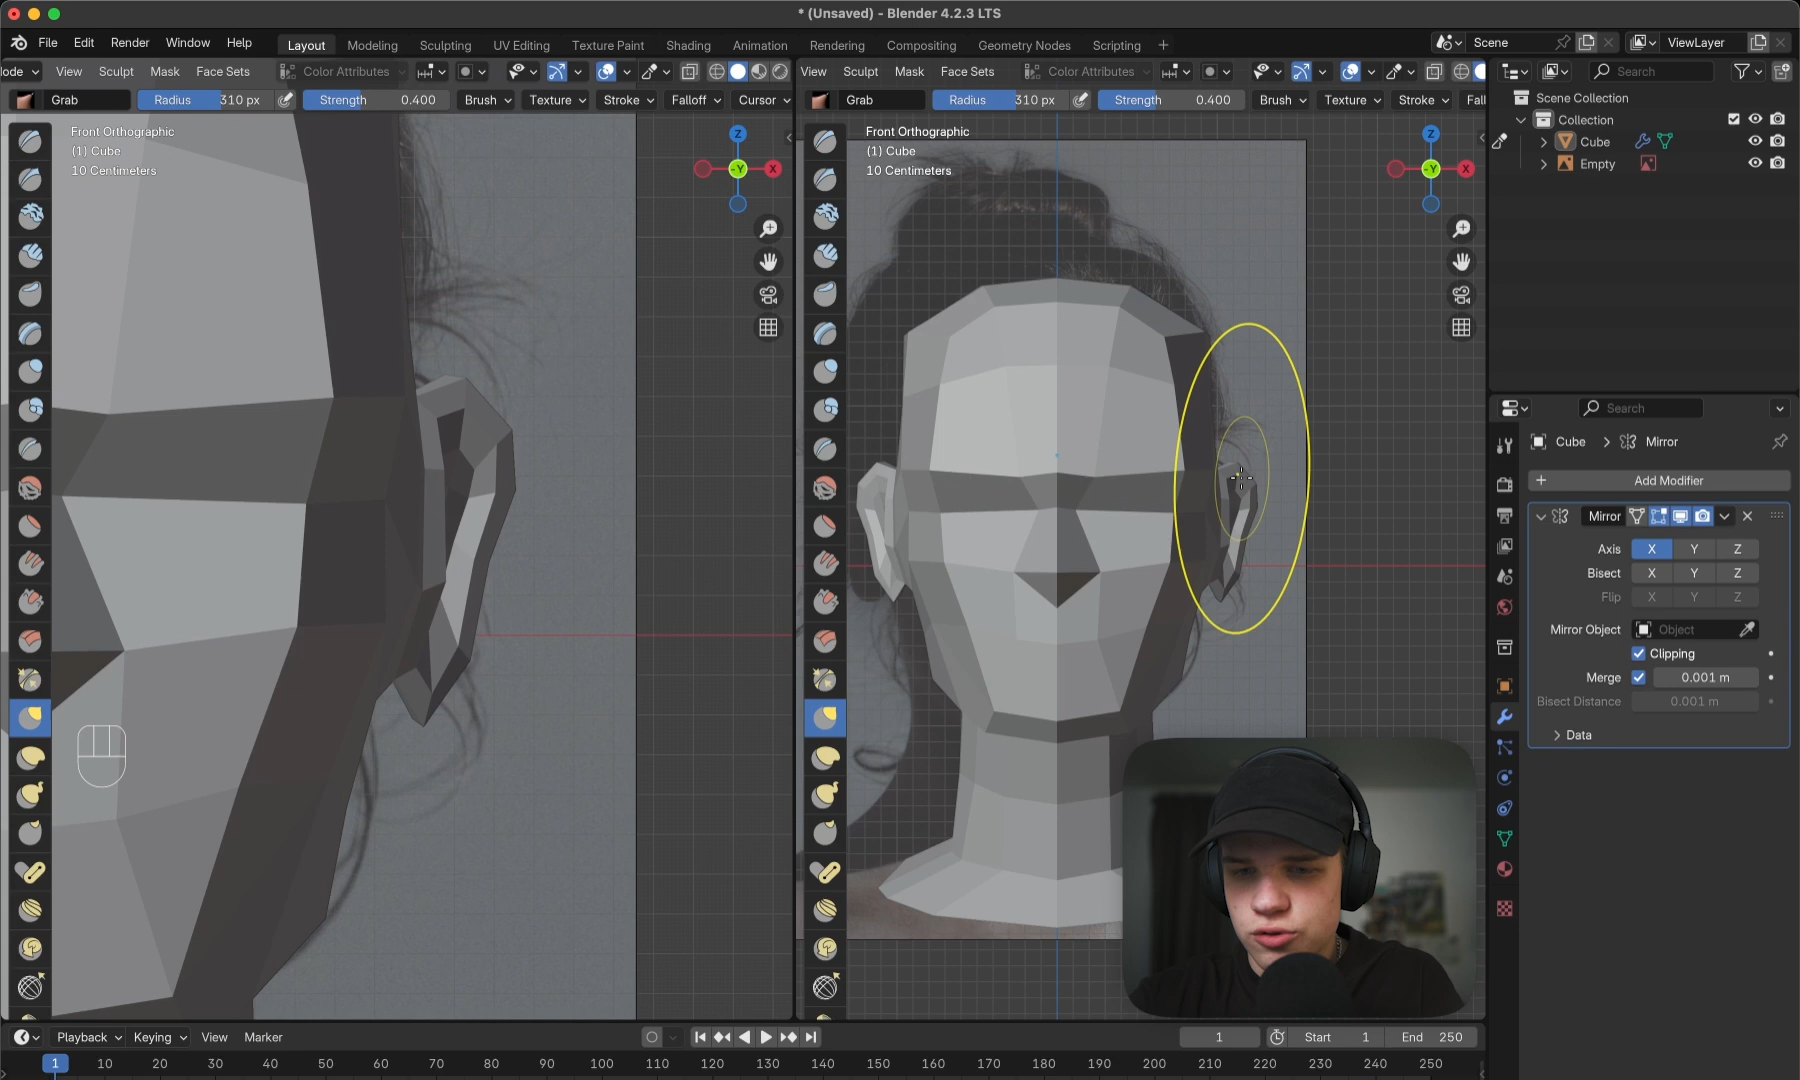 * (Unsaved) - Blender 4.2.3 LTS
File Edit Render Window Help Layout Modeling Sculpting UV Editing Texture Paint Shading Animation Rendering Compositing Geometry Nodes Scripting + Scene ViewLayer
ode View Sculpt Mask Face Sets Color Attributes
View Sculpt Mask Face Sets Color Attributes
Search
Grab Radius 310 px Strength 0.400 Brush Texture Stroke Falloff Cursor
Grab Radius 310 px Strength 0.400 Brush Texture Stroke Fall
Front Orthographic
(1) Cube
10 Centimeters
Z
-Y
X
Front Orthographic
(1) Cube
10 Centimeters
Z
-Y
X
Scene Collection
Collection
Cube
Empty
Search
Cube > Mirror
+ Add Modifier
Mirror
Axis X Y Z
Bisect X Y Z
Flip X Y Z
Mirror Object Object
Clipping
Merge 0.001 m
Bisect Distance 0.001 m
Data
Playback Keying View Marker 1 Start 1 End 250
1 10 20 30 40 50 60 70 80 90 100 110 120 130 140 150 160 170 180 190 200 210 220 230 240 250